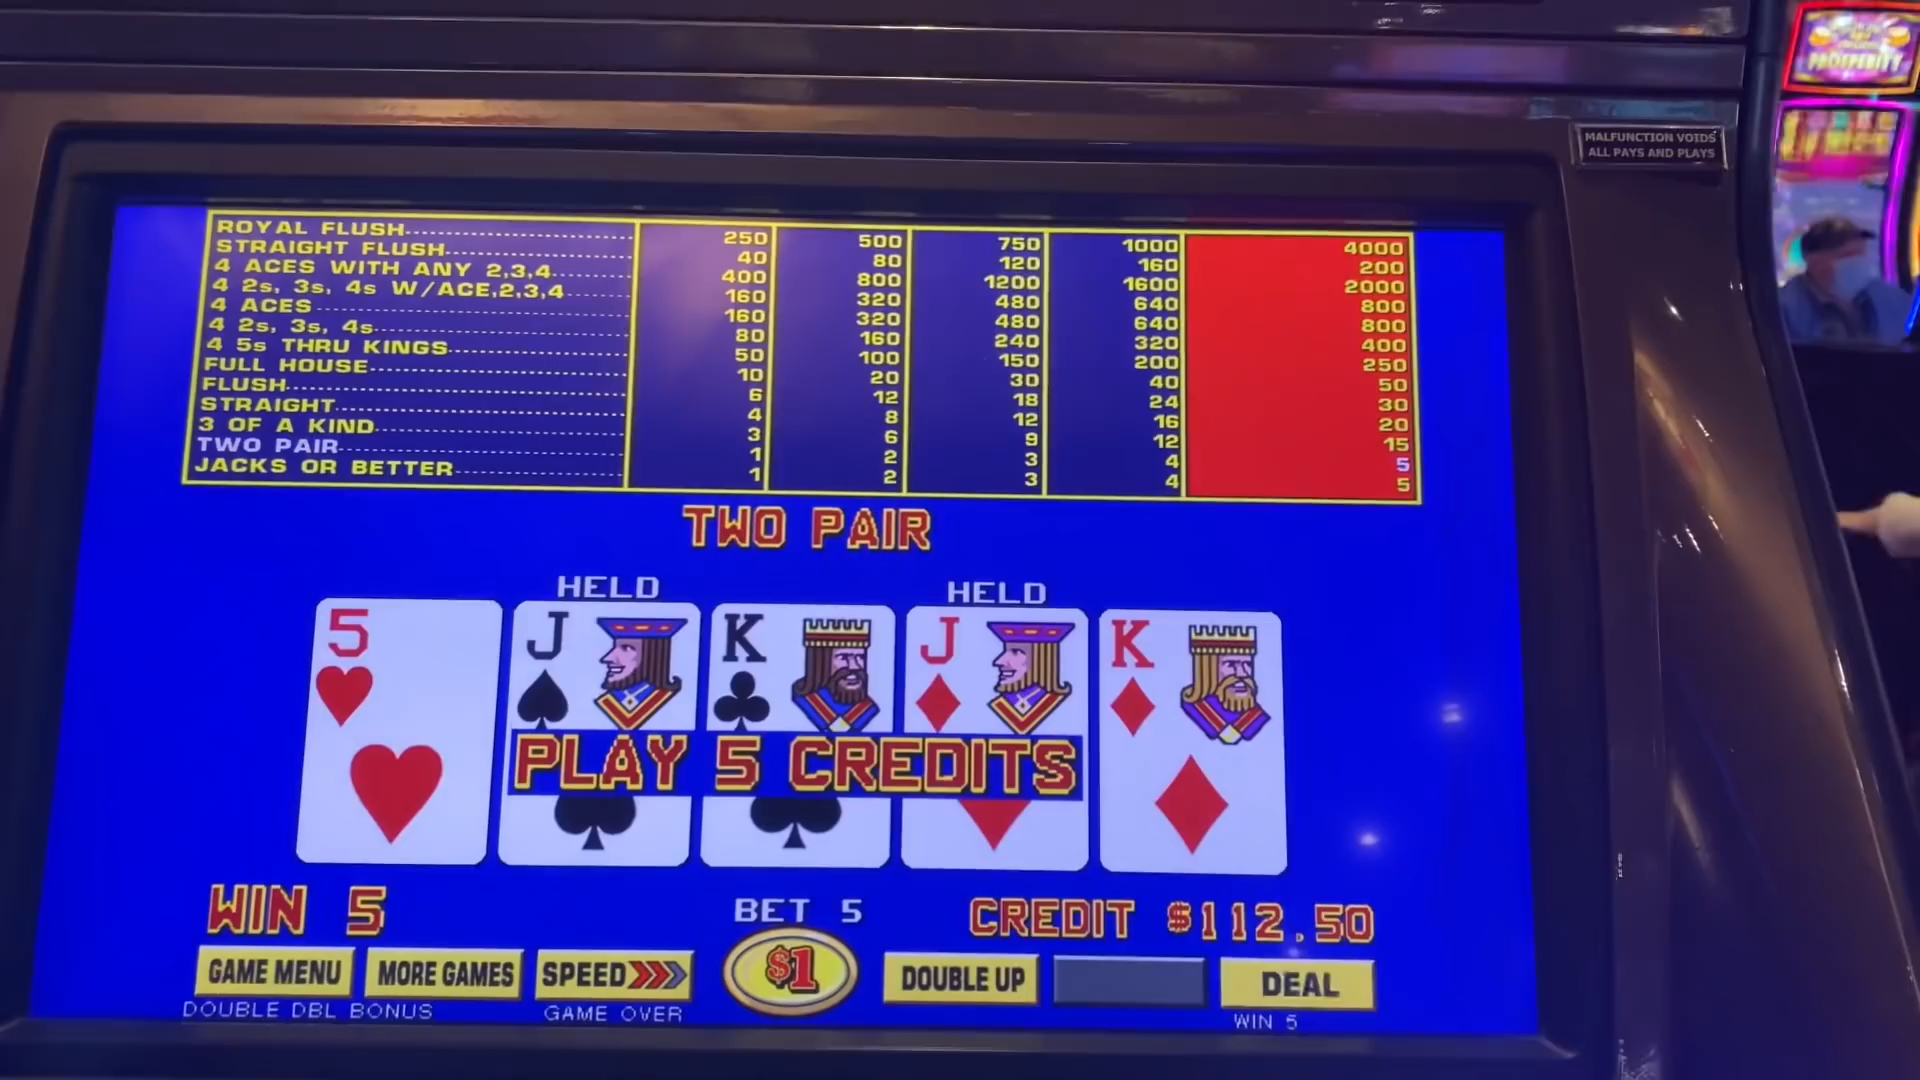 PROSPERITY
MALFUNCTION VOIDS
ALL PAYS AND PLAYS
ROYAL FLUSH 250 500 750 1000 4000
STRAIGHT FLUSH 40 80 120 160 200
4 ACES WITH ANY 2,3,4 400 800 1200 1600 2000
4 2s, 3s, 4s W/ACE,2,3,4 160 320 480 640 800
4 ACES 160 320 480 640 800
4 2s, 3s, 4s 80 160 240 320 400
4 5s THRU KINGS 50 100 150 200 250
FULL HOUSE 10 20 30 40 50
FLUSH 6 12 18 24 30
STRAIGHT 4 8 12 16 20
3 OF A KIND 3 6 9 12 15
TWO PAIR 1 2 3 4 5
JACKS OR BETTER 1 2 3 4 5
TWO PAIR
HELD HELD
5 J K J K
PLAY 5 CREDITS
WIN 5 BET 5 CREDIT $112.50
GAME MENU MORE GAMES SPEED $1 DOUBLE UP DEAL
DOUBLE DBL BONUS GAME OVER WIN 5